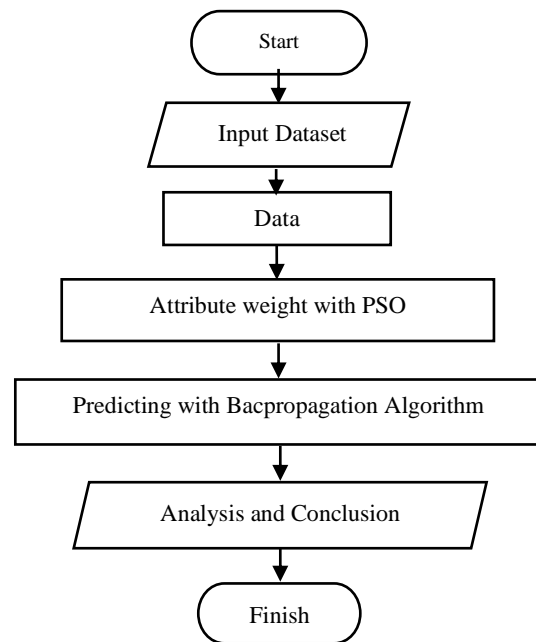 Start
Input Dataset
Data
Attribute weight with PSO
Predicting with Bacpropagation Algorithm
Analysis and Conclusion
Finish